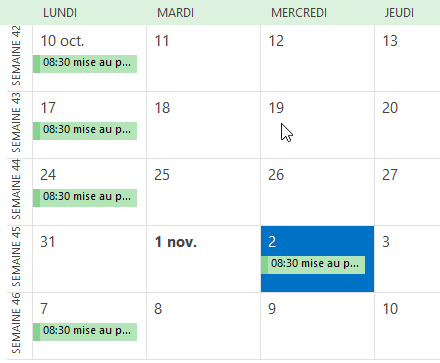 LUNDI MARDI MERCREDI JEUDI
SEMAINE 42
10 oct. 11 12 13
08:30 mise au p...
SEMAINE 43
17 18 19 20
08:30 mise au p...
SEMAINE 44
24 25 26 27
08:30 mise au p...
SEMAINE 45
31 1 nov. 2 3
08:30 mise au p...
SEMAINE 46
7 8 9 10
08:30 mise au p...